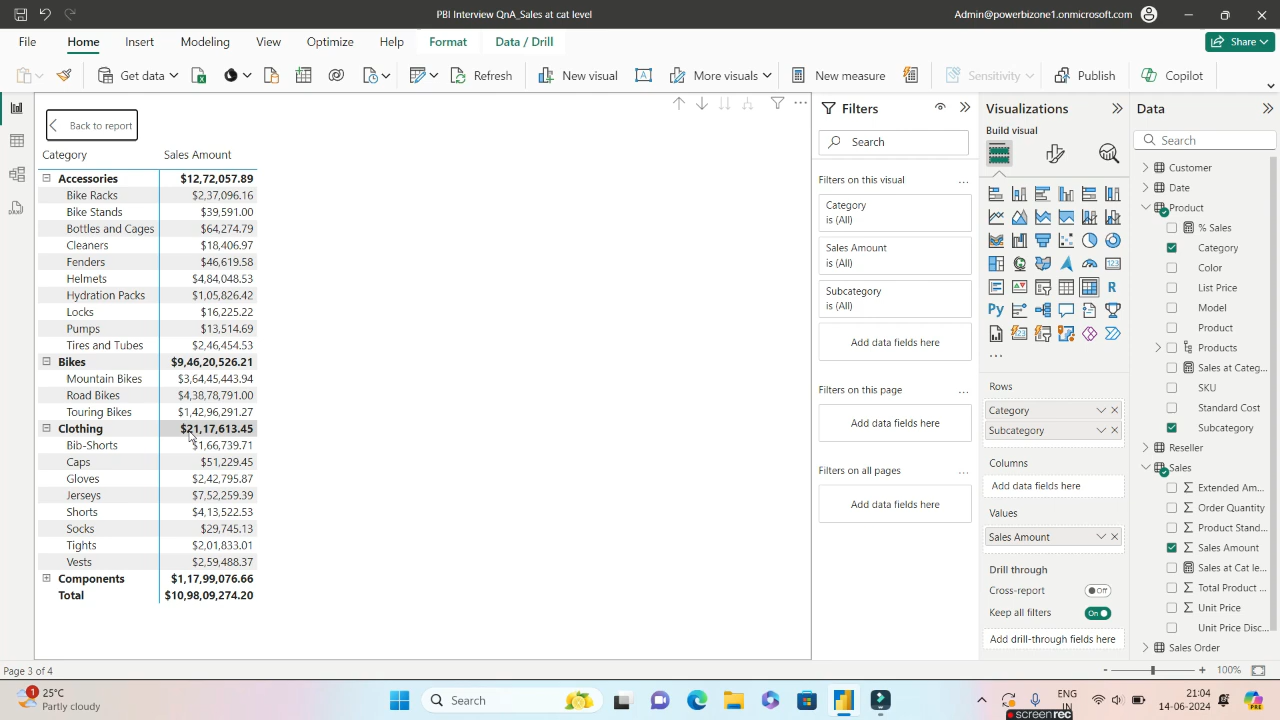 PBI Interview QnA_Sales at cat level
Admin@powerbizone1.onmicrosoft.com
File Home Insert Modeling View Optimize Help Format Data / Drill Share
Get data Refresh New visual More visuals New measure Sensitivity Publish Copilot
Back to report
Category Sales Amount
Accessories $12,72,057.89
Bike Racks $2,37,096.16
Bike Stands $39,591.00
Bottles and Cages $64,274.79
Cleaners $18,406.97
Fenders $46,619.58
Helmets $4,84,048.53
Hydration Packs $1,05,826.42
Locks $16,225.22
Pumps $13,514.69
Tires and Tubes $2,46,454.53
Bikes $9,46,20,526.21
Mountain Bikes $3,64,45,443.94
Road Bikes $4,38,78,791.00
Touring Bikes $1,42,96,291.27
Clothing $21,17,613.45
Bib-Shorts $1,66,739.71
Caps $51,229.45
Gloves $2,42,795.87
Jerseys $7,52,259.39
Shorts $4,13,522.53
Socks $29,745.13
Tights $2,01,833.01
Vests $2,59,488.37
Components $1,17,99,076.66
Total $10,98,09,274.20
Filters
Search
Filters on this visual ...
Category
is (All)
Sales Amount
is (All)
Subcategory
is (All)
Add data fields here
Filters on this page ...
Add data fields here
Filters on all pages ...
Add data fields here
Visualizations
Build visual
123
R
Py
...
Rows
Category
Subcategory
Columns
Add data fields here
Values
Sales Amount
Drill through
Cross-report Off
Keep all filters On
Add drill-through fields here
Data
Search
Customer
Date
Product
% Sales
Category
Color
List Price
Model
Product
Products
Sales at Categ...
SKU
Standard Cost
Subcategory
Reseller
Sales
Extended Am...
Order Quantity
Product Stand...
Sales Amount
Sales at Cat le...
Total Product ...
Unit Price
Unit Price Disc...
Sales Order
Page 3 of 4
- + 100%
1
25°C
Partly cloudy
Search
ENG
IN
21:04
14-06-2024
PRE
screenrec